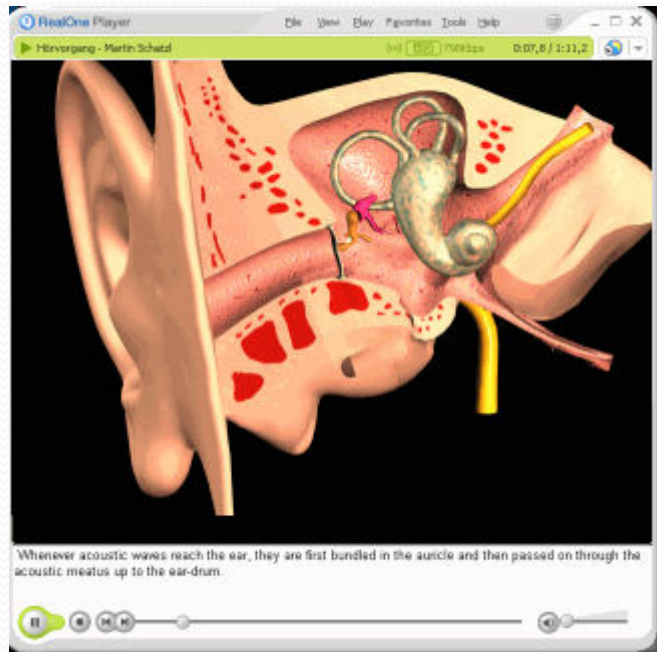 RealOne Player File View Play Favorites Tools Help
Hörvorgang - Martin Schatzl 0:07,8 / 1:11,2
Whenever acoustic waves reach the ear, they are first bundled in the auricle and then passed on through the
acoustic meatus up to the ear-drum.